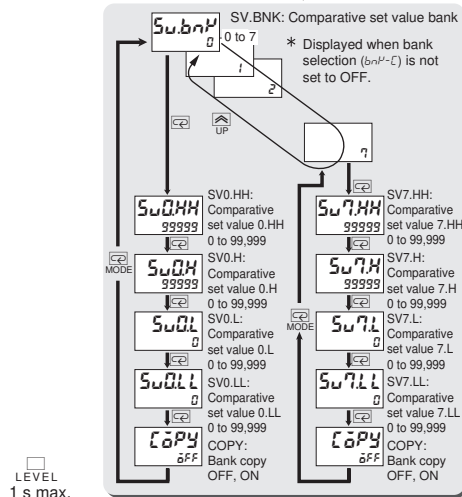 SV.BNK: Comparative set value bank
Su.bnK
0
0 to 7
* Displayed when bank
selection (bnK-C) is not
set to OFF.
1
2
UP
7
Su0.HH
99999
SV0.HH:
Comparative
set value 0.HH
0 to 99,999
Su0.H
99999
SV0.H:
Comparative
set value 0.H
0 to 99,999
Su0.L
0
SV0.L:
Comparative
set value 0.L
0 to 99,999
Su0.LL
0
SV0.LL:
Comparative
set value 0.LL
0 to 99,999
CoPy
oFF
COPY:
Bank copy
OFF, ON
MODE
Su7.HH
99999
SV7.HH:
Comparative
set value 7.HH
0 to 99,999
Su7.H
99999
SV7.H:
Comparative
set value 7.H
0 to 99,999
Su7.L
0
SV7.L:
Comparative
set value 7.L
0 to 99,999
Su7.LL
0
SV7.LL:
Comparative
set value 7.LL
0 to 99,999
CoPy
oFF
COPY:
Bank copy
OFF, ON
MODE
LEVEL
1 s max.